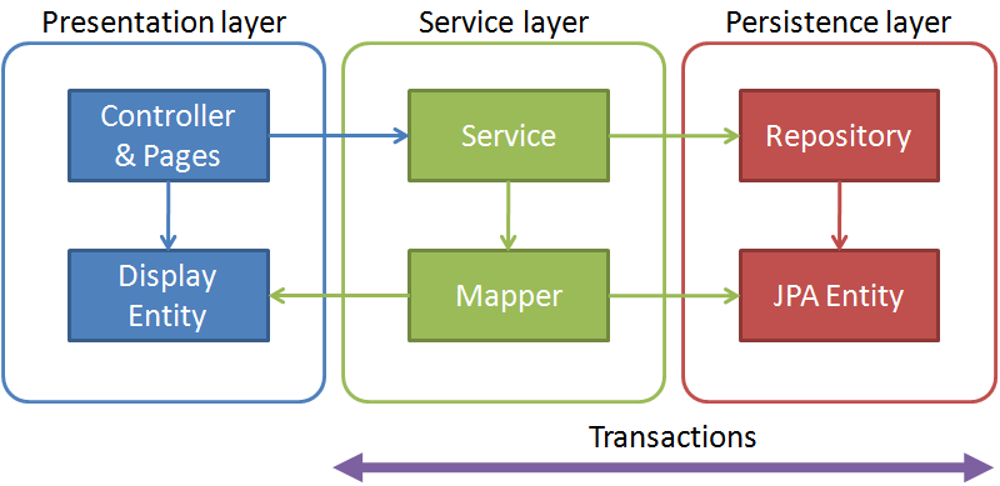 Presentation layer
Service layer
Persistence layer
Controller
& Pages
Service
Repository
Display
Entity
Mapper
JPA Entity
Transactions